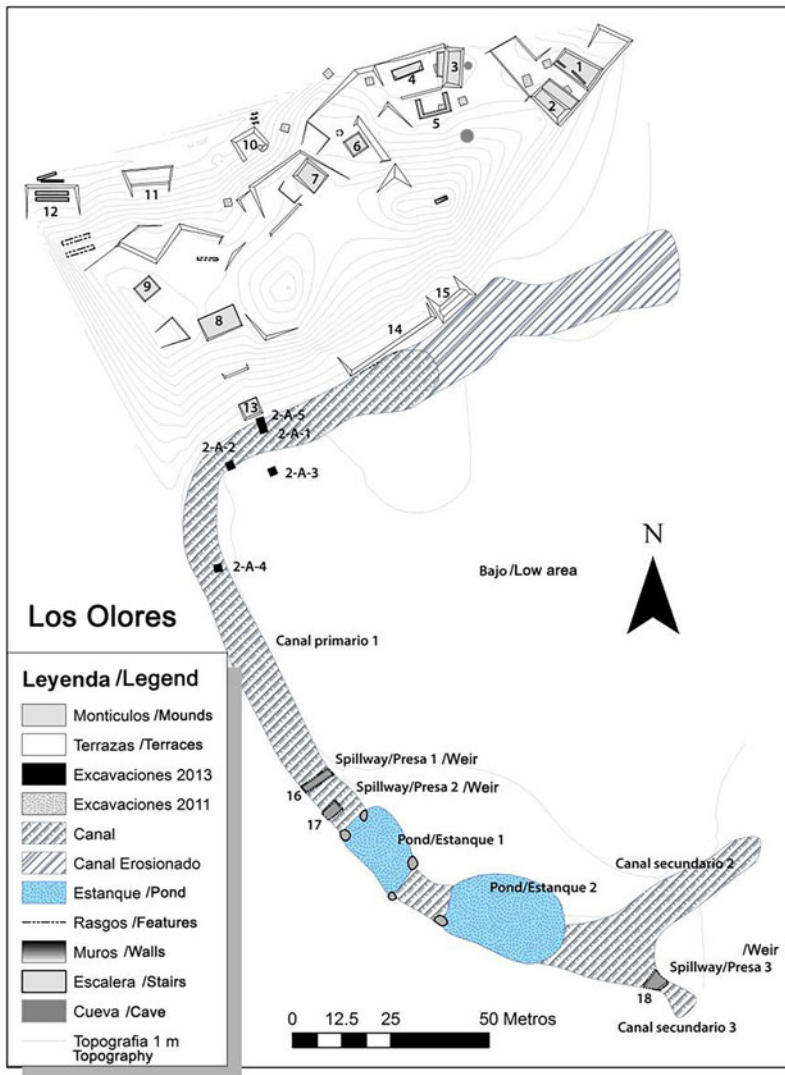 3
4
1
2
5
10
6
7
11
12
9
8
15
14
13
2-A-5
2-A-1
2-A-2
2-A-3
N
2-A-4
Bajo /Low area
Los Olores
Canal primario 1
Leyenda /Legend
Monticulos /Mounds
Terrazas /Terraces
Excavaciones 2013
Excavaciones 2011
Canal
Canal Erosionado
Estanque /Pond
Rasgos /Features
Muros /Walls
Escalera /Stairs
Cueva /Cave
Topografia 1 m
Topography
Spillway/Presa 1 /Weir
16
Spillway/Presa 2 /Weir
17
Pond/Estanque 1
Pond/Estanque 2
Canal secundario 2
/Weir
Spillway/Presa 3
18
Canal secundario 3
0 12.5 25 50 Metros